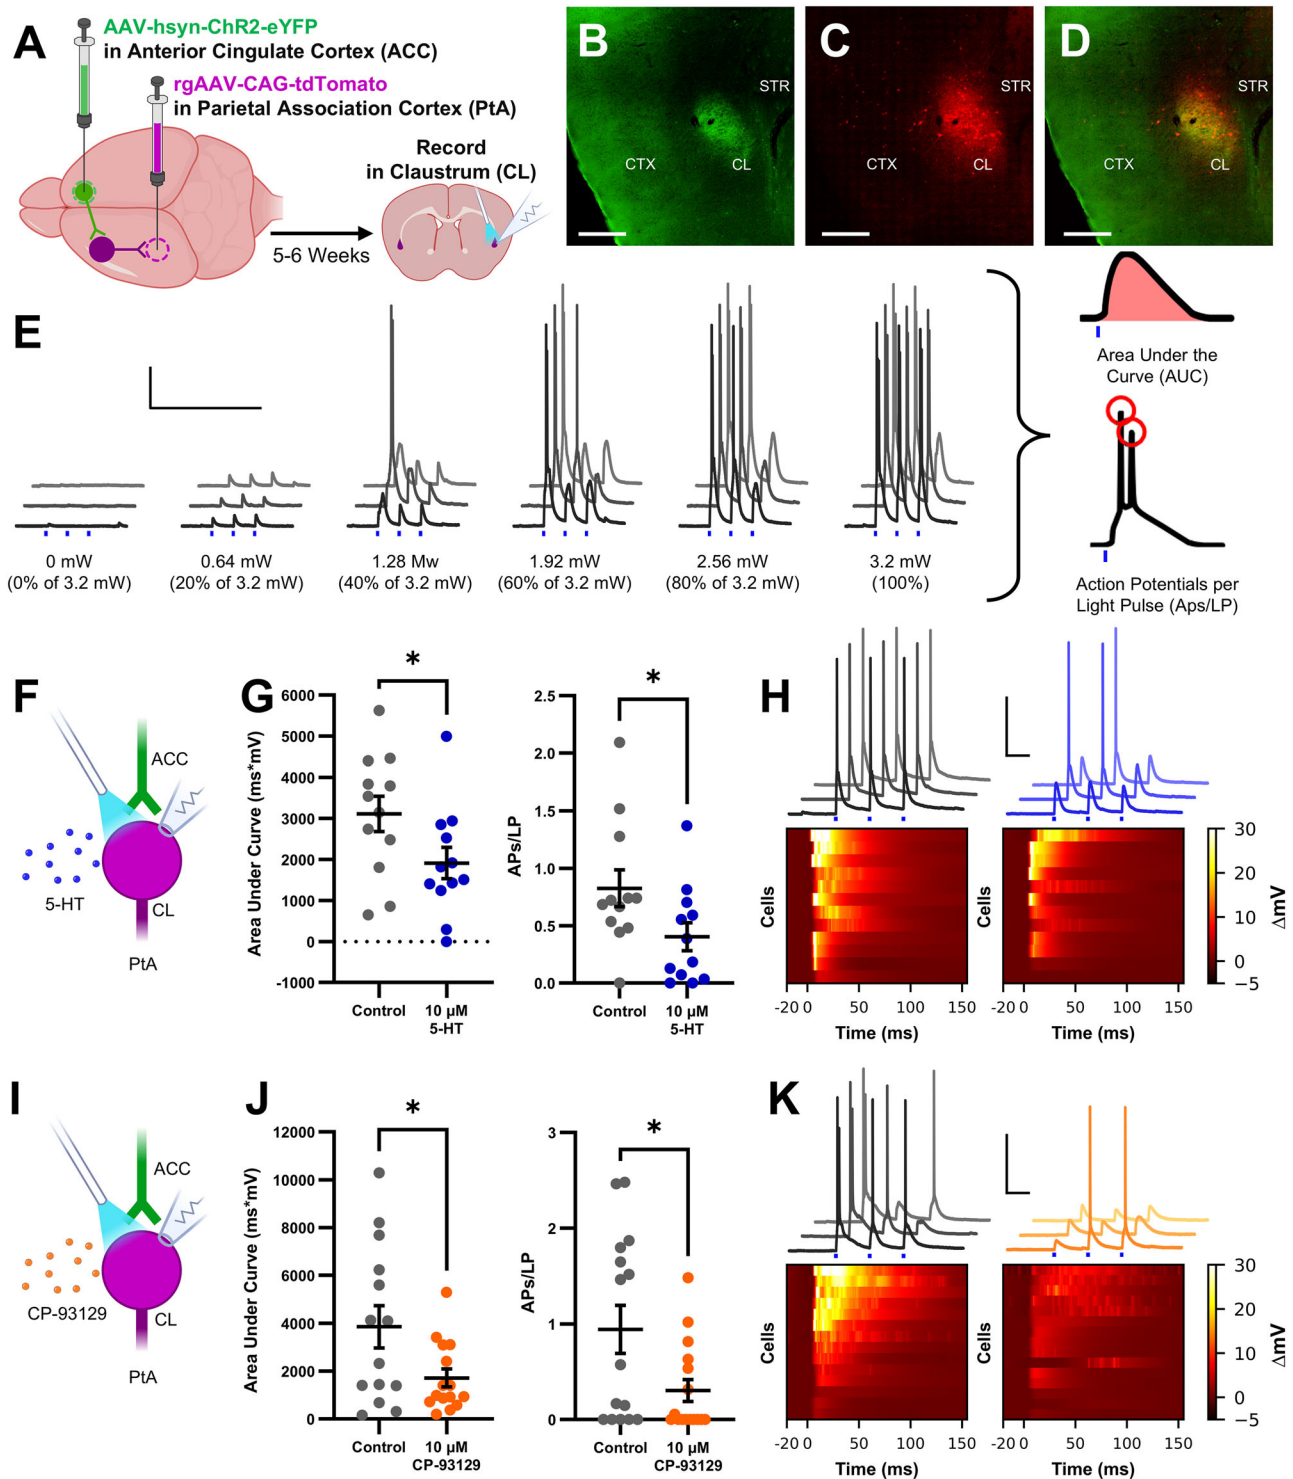 A
AAV-hsyn-ChR2-eYFP
in Anterior Cingulate Cortex (ACC)
rgAAV-CAG-tdTomato
in Parietal Association Cortex (PtA)
Record
in Claustrum (CL)
5-6 Weeks
B
STR
CTX
CL
C
STR
CTX
CL
D
STR
CTX
CL
E
0 mW
(0% of 3.2 mW)
0.64 mW
(20% of 3.2 mW)
1.28 Mw
(40% of 3.2 mW)
1.92 mW
(60% of 3.2 mW)
2.56 mW
(80% of 3.2 mW)
3.2 mW
(100%)
Area Under the
Curve (AUC)
Action Potentials per
Light Pulse (Aps/LP)
F
ACC
5-HT
CL
PtA
G
Area Under Curve (ms*mV)
6000
5000
4000
3000
2000
1000
0
-1000
*
Control
10 µM
5-HT
APs/LP
2.5
2.0
1.5
1.0
0.5
0.0
*
Control
10 µM
5-HT
H
Cells
-20 0 50 100 150
Time (ms)
Cells
-20 0 50 100 150
Time (ms)
30
20
10
0
−5
ΔmV
I
ACC
CP-93129
CL
PtA
J
Area Under Curve (ms*mV)
12000
10000
8000
6000
4000
2000
0
*
Control
10 µM
CP-93129
APs/LP
3
2
1
0
*
Control
10 µM
CP-93129
K
Cells
-20 0 50 100 150
Time (ms)
Cells
-20 0 50 100 150
Time (ms)
30
20
10
0
−5
ΔmV